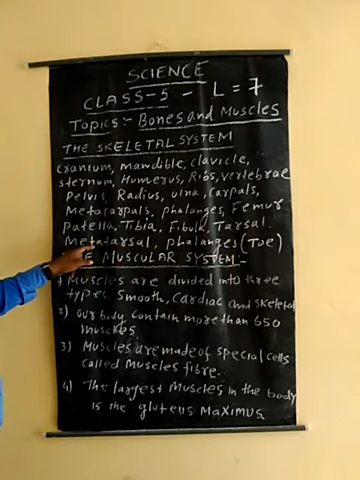 SCIENCE
CLASS-5 - L=7
Topics:- Bones and Muscles
THE SKELETAL SYSTEM
Cranium, mandible, clavicle,
sternum, Humerus, Ribs, vertebrae
Pelvis, Radius, ulna, carpals,
Metacarpals, phalanges, Femur
Patella, Tibia, Fibula, Tarsal.
Metatarsal, phalanges (Toe)
E MUSCULAR SYSTEM:-
1) Muscles are divided into three
types. Smooth, Cardiac and skeletal
2) Our body contain more than 650
muscles
3) Muscles are made of special cells
called Muscles fibre.
4) The largest Muscles in the body
is the gluteus Maximus